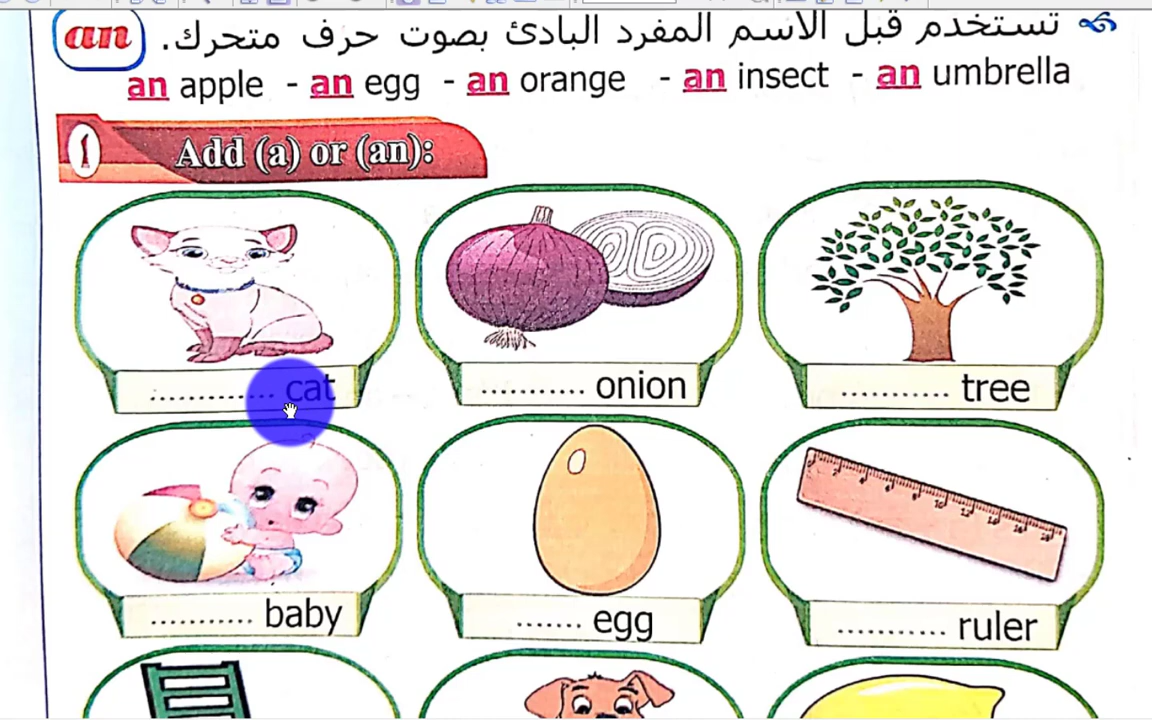 an تستخدم قبل الاسم المفرد البادئ بصوت حرف متحرك.
an apple - an egg - an orange - an insect - an umbrella
1 Add (a) or (an):
............ cat
........... onion
........... tree
........... baby
....... egg
........... ruler